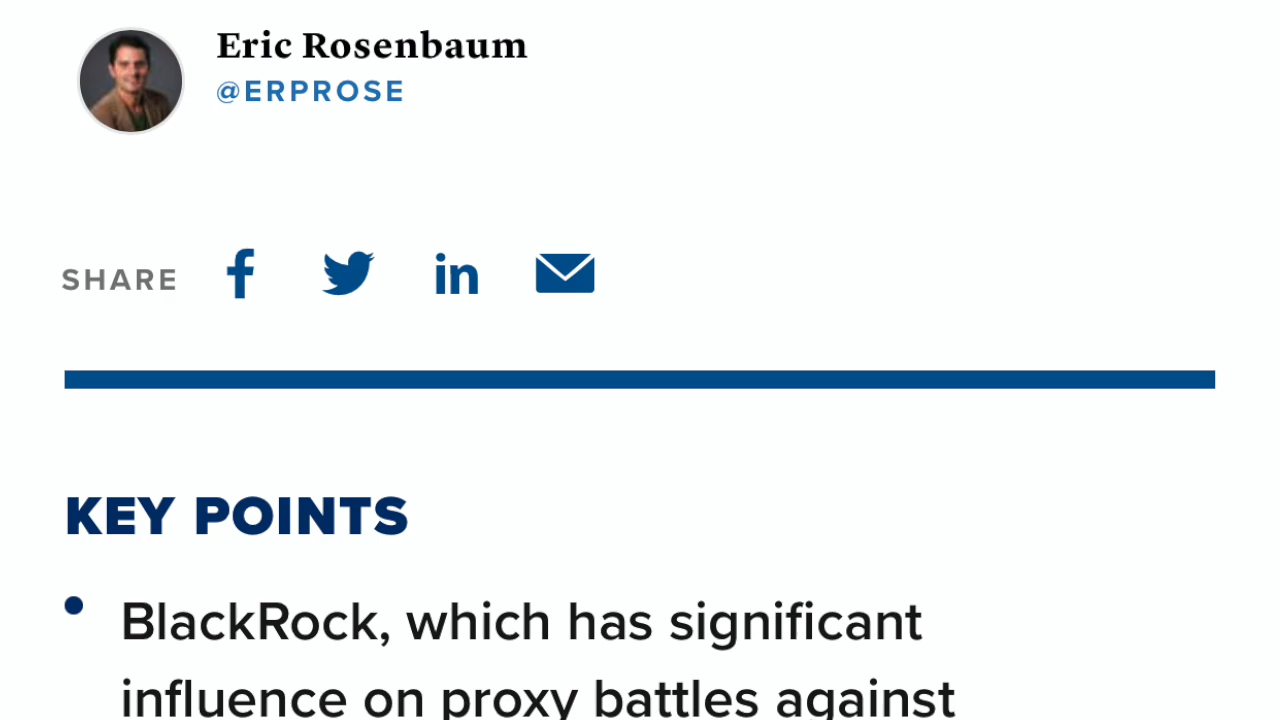 Eric Rosenbaum
@ERPROSE
SHARE
KEY POINTS
BlackRock, which has significant
influence on proxy battles against